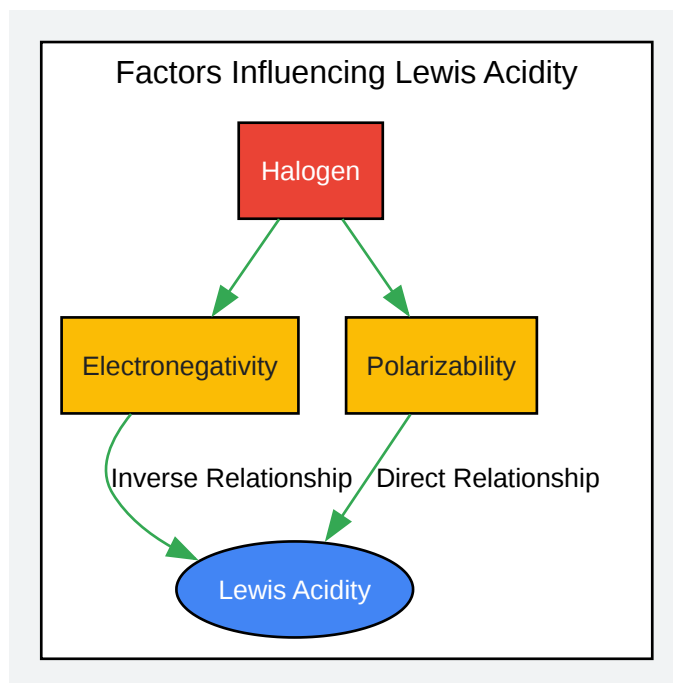 Factors Influencing Lewis Acidity
Halogen
Electronegativity
Polarizability
Inverse Relationship
Direct Relationship
Lewis Acidity